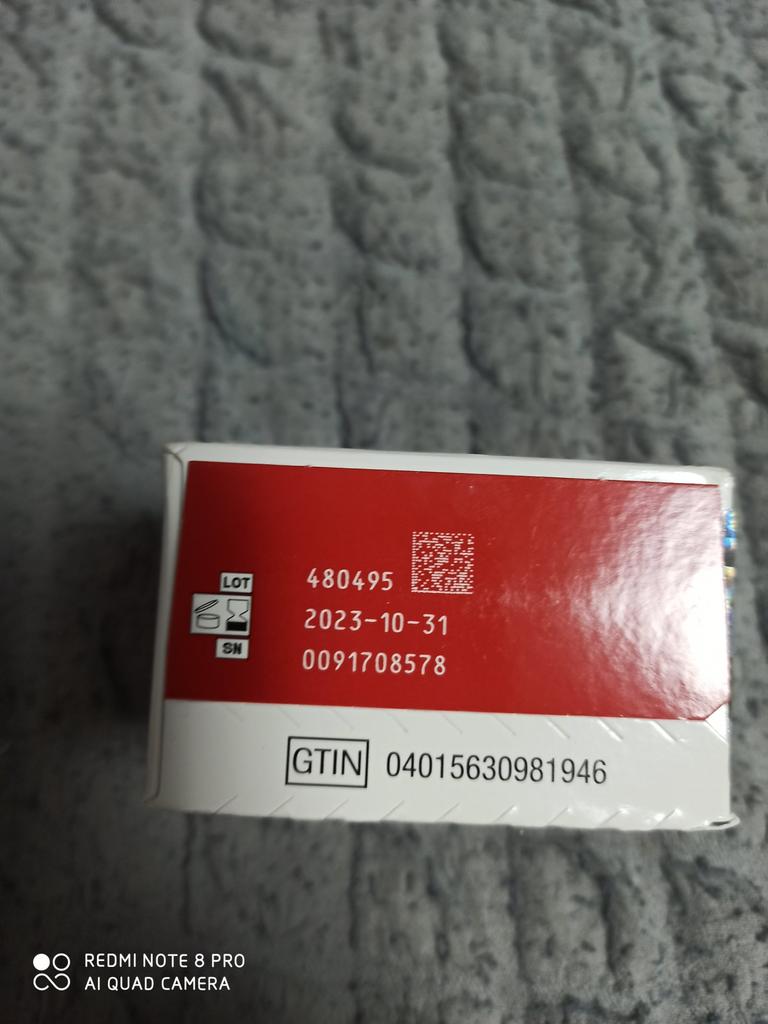 LOT 480495
2023-10-31
SN 0091708578
GTIN 04015630981946
REDMI NOTE 8 PRO
AI QUAD CAMERA